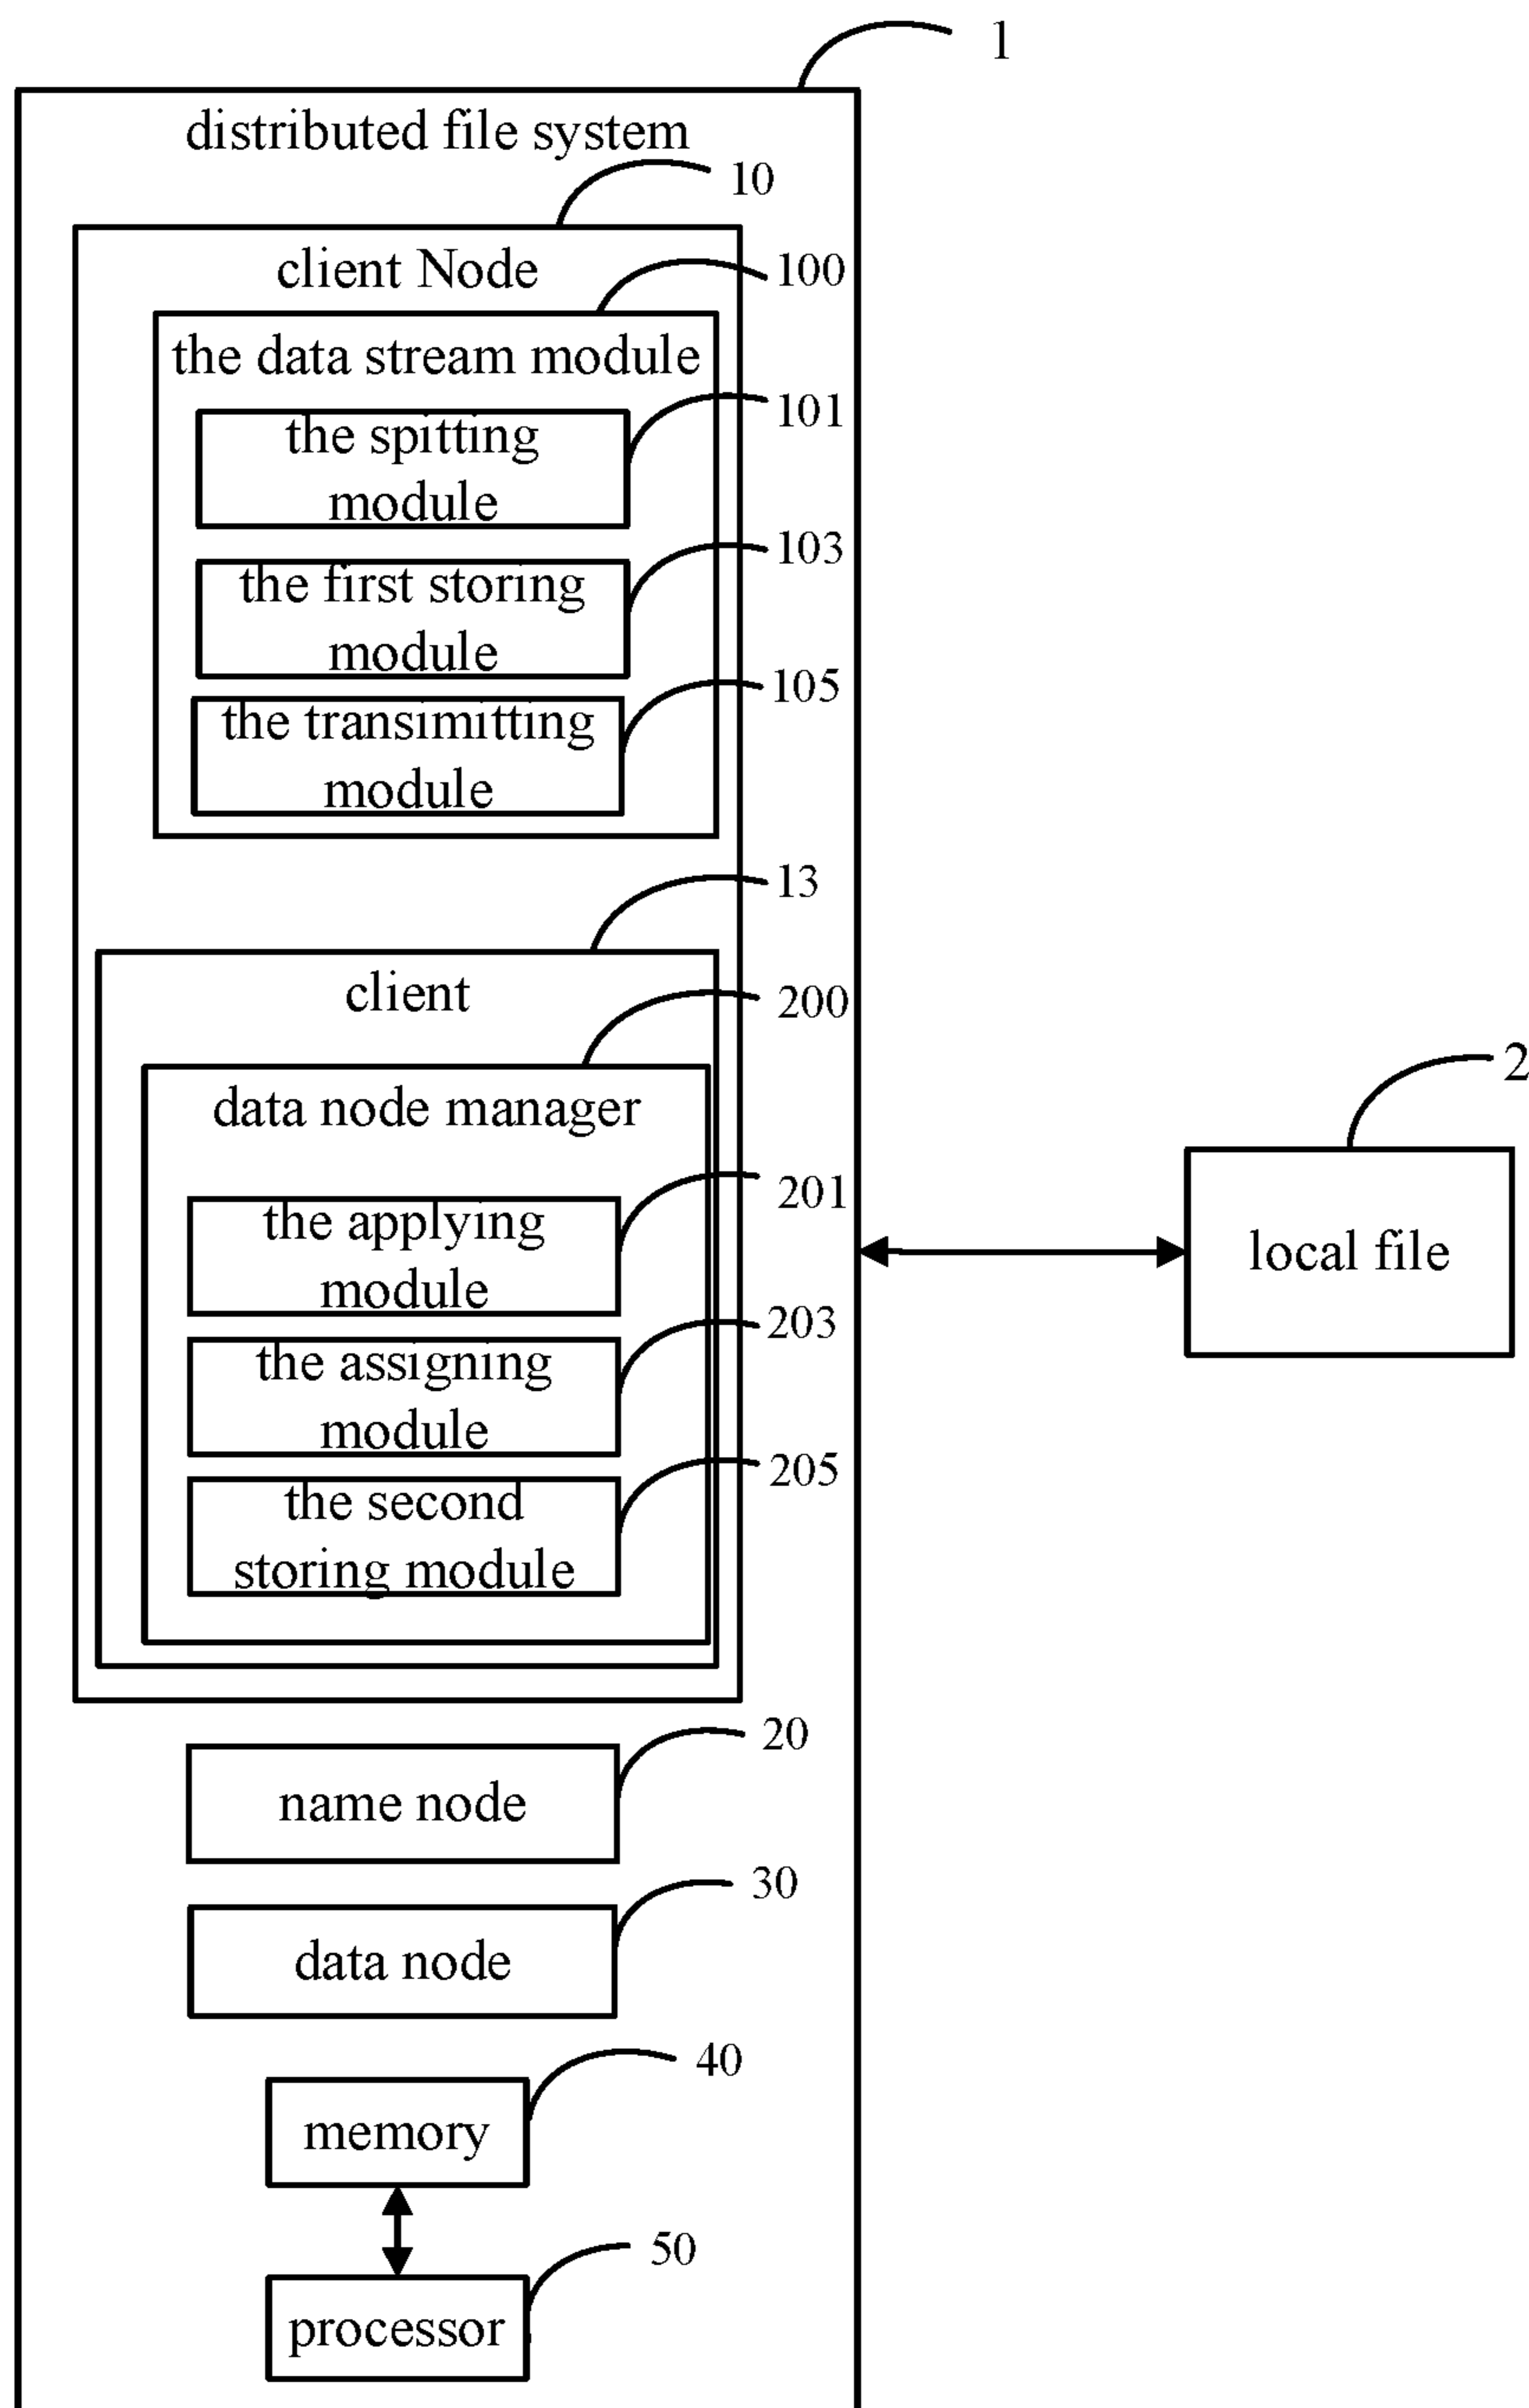 1
distributed file system
10
client Node
100
the data stream module
101
the spitting
module
103
the first storing
module
105
the transimitting
module
13
client
200
data node manager
201
the applying
module
203
the assigning
module
205
the second
storing module
2
local file
20
name node
30
data node
40
memory
50
processor